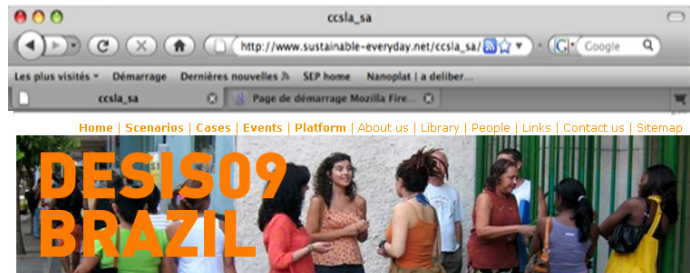 ccsla_sa
http://www.sustainable-everyday.net/ccsla_sa/ Google
Les plus visités Démarrage Dernières nouvelles SEP home Nanoplat | a deliber...
ccsla_sa Page de démarrage Mozilla Fire...
Home | Scenarios | Cases | Events | Platform | About us | Library | People | Links | Contact us | Sitemap
DESIS09
BRAZIL